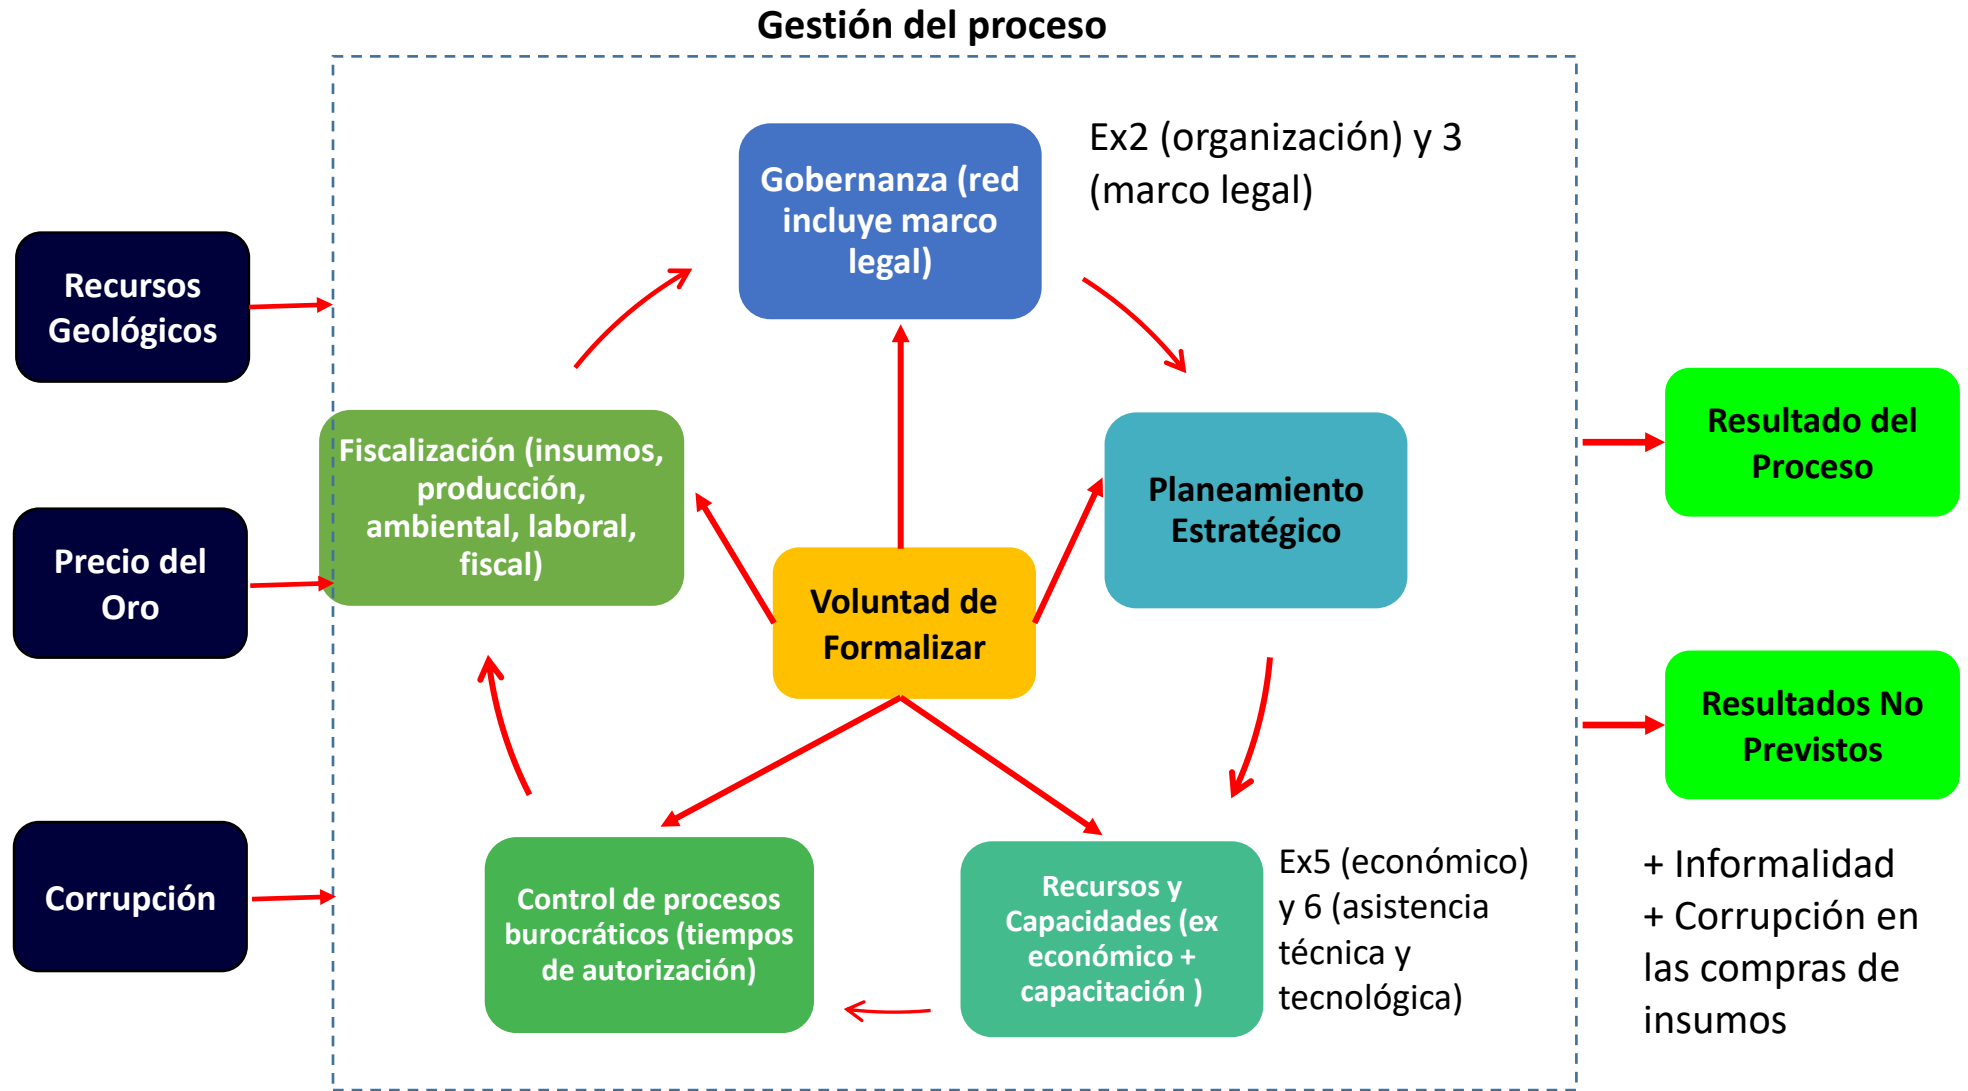 Gestión del proceso
Ex2 (organización) y 3
(marco legal)
Gobernanza (red
incluye marco
legal)
Recursos
Geológicos
Fiscalización (insumos,
producción,
ambiental, laboral,
fiscal)
Planeamiento
Estratégico
Resultado del
Proceso
Precio del
Oro
Voluntad de
Formalizar
Resultados No
Previstos
Corrupción
Control de procesos
burocráticos (tiempos
de autorización)
Recursos y
Capacidades (ex
económico +
capacitación )
Ex5 (económico)
y 6 (asistencia
técnica y
tecnológica)
+ Informalidad
+ Corrupción en
las compras de
insumos